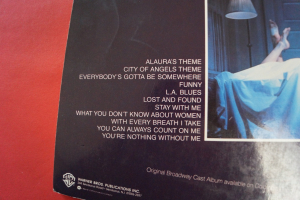 ALAURA'S THEME
CITY OF ANGELS THEME
EVERYBODY'S GOTTA BE SOMEWHERE
FUNNY
L.A. BLUES
LOST AND FOUND
STAY WITH ME
WHAT YOU DON'T KNOW ABOUT WOMEN
WITH EVERY BREATH I TAKE
YOU CAN ALWAYS COUNT ON ME
YOU'RE NOTHING WITHOUT ME
Original Broadway Cast Album available on
WARNER BROS. PUBLICATIONS INC.